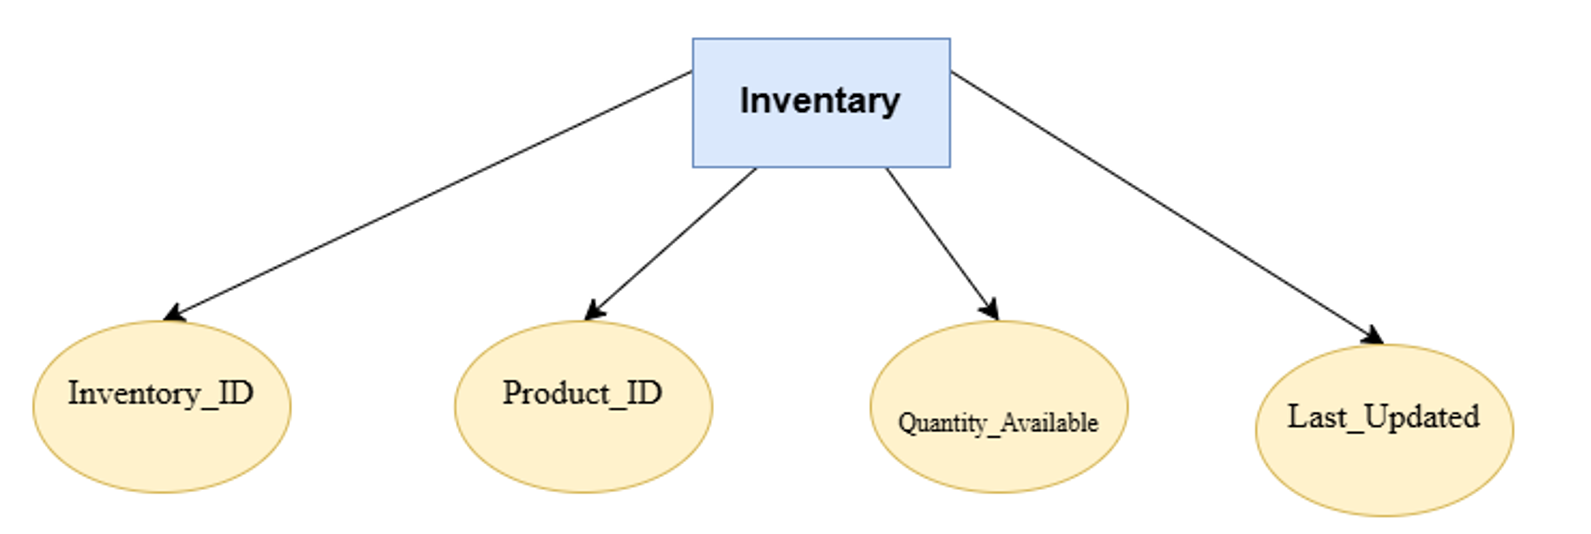 Inventary
Inventory_ID
Product_ID
Quantity_Available
Last_Updated